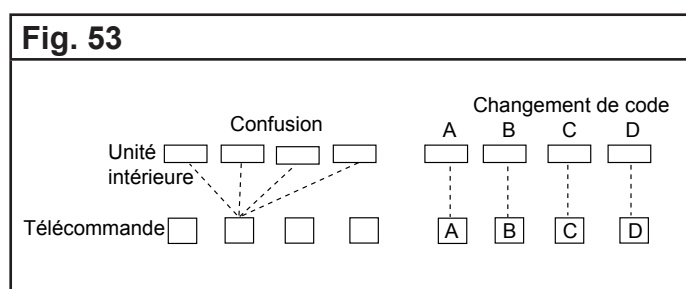 Fig. 53
Changement de code
Confusion
A B C D
Unité
intérieure
Télécommande
A B C D